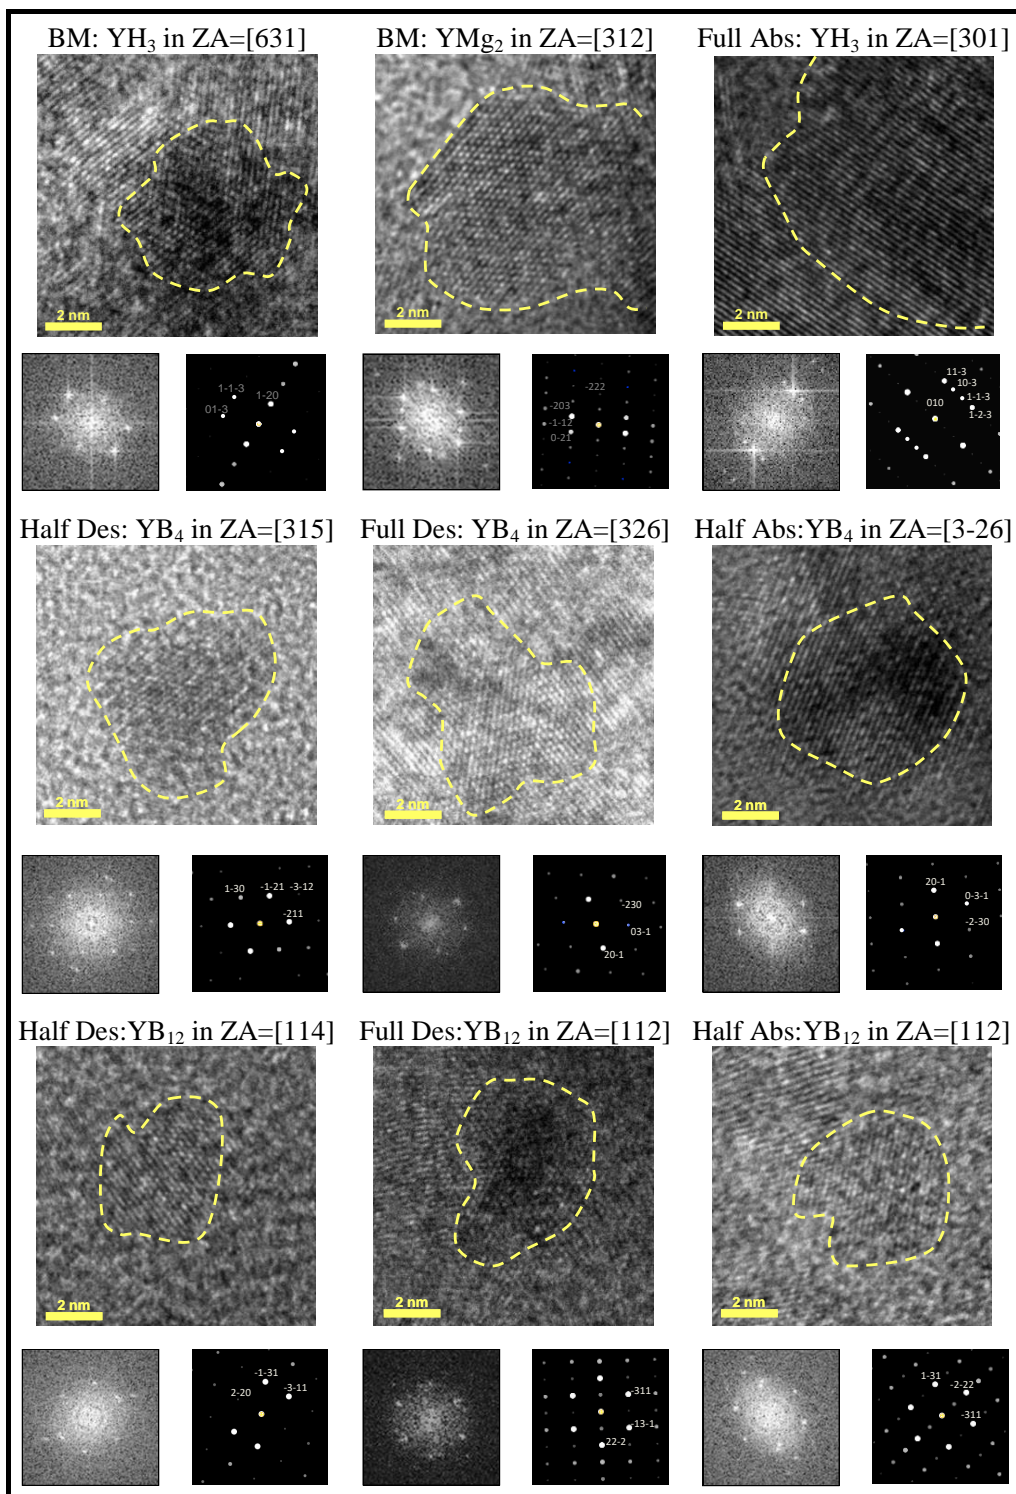 BM: YH₃ in ZA=[631]
BM: YMg₂ in ZA=[312]
Full Abs: YH₃ in ZA=[301]
2 nm
2 nm
2 nm
1-1-3
1-20
01-3
-222
-203
-1-12
0-21
11-3
10-3
1-1-3
1-2-3
010
Half Des: YB₄ in ZA=[315]
Full Des: YB₄ in ZA=[326]
Half Abs:YB₄ in ZA=[3-26]
2 nm
2 nm
2 nm
1-30
-1-21
-3-12
-211
-230
03-1
20-1
20-1
0-3-1
-2-30
Half Des:YB₁₂ in ZA=[114]
Full Des:YB₁₂ in ZA=[112]
Half Abs:YB₁₂ in ZA=[112]
2 nm
2 nm
2 nm
-1-31
2-20
-3-11
-311
-13-1
22-2
1-31
-2-22
-311